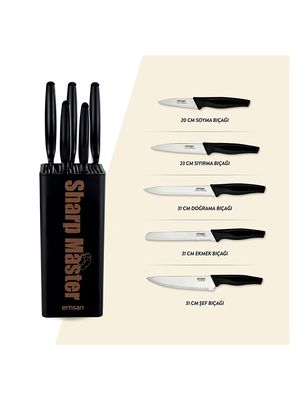 Sharp Master
emsan
20 CM SOYMA BIÇAĞI
23 CM SIYIRMA BIÇAĞI
31 CM DOĞRAMA BIÇAĞI
31 CM EKMEK BIÇAĞI
31 CM ŞEF BIÇAĞI